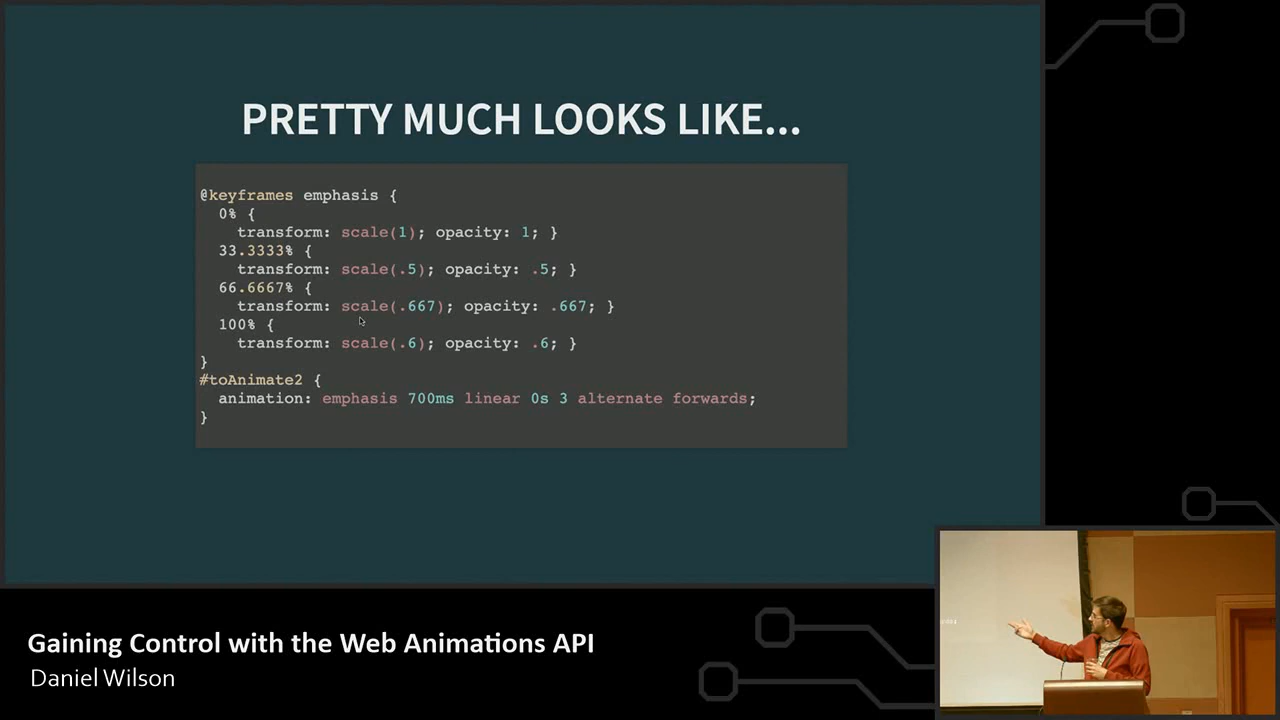 PRETTY MUCH LOOKS LIKE...
@keyframes emphasis {
  0% {
    transform: scale(1); opacity: 1; }
  33.3333% {
    transform: scale(.5); opacity: .5; }
  66.6667% {
    transform: scale(.667); opacity: .667; }
  100% {
    transform: scale(.6); opacity: .6; }
}
#toAnimate2 {
  animation: emphasis 700ms linear 0s 3 alternate forwards;
}
Gaining Control with the Web Animations API
Daniel Wilson